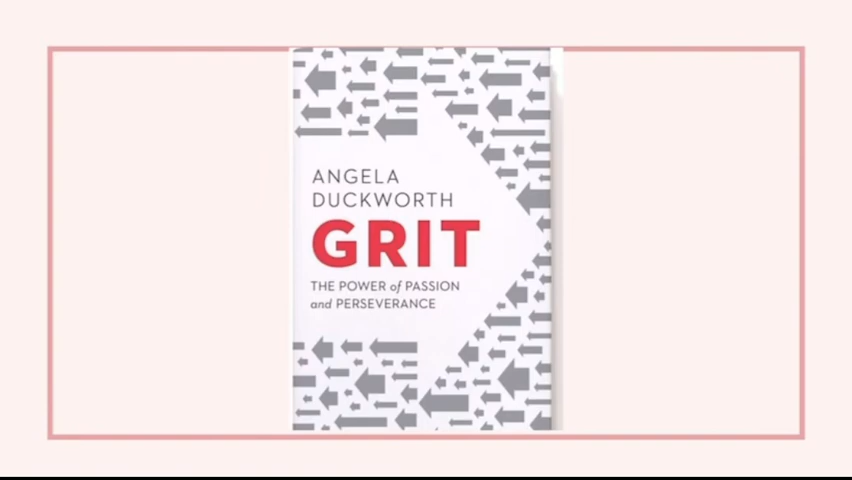 ANGELA
DUCKWORTH
GRIT
THE POWER of PASSION
and PERSEVERANCE